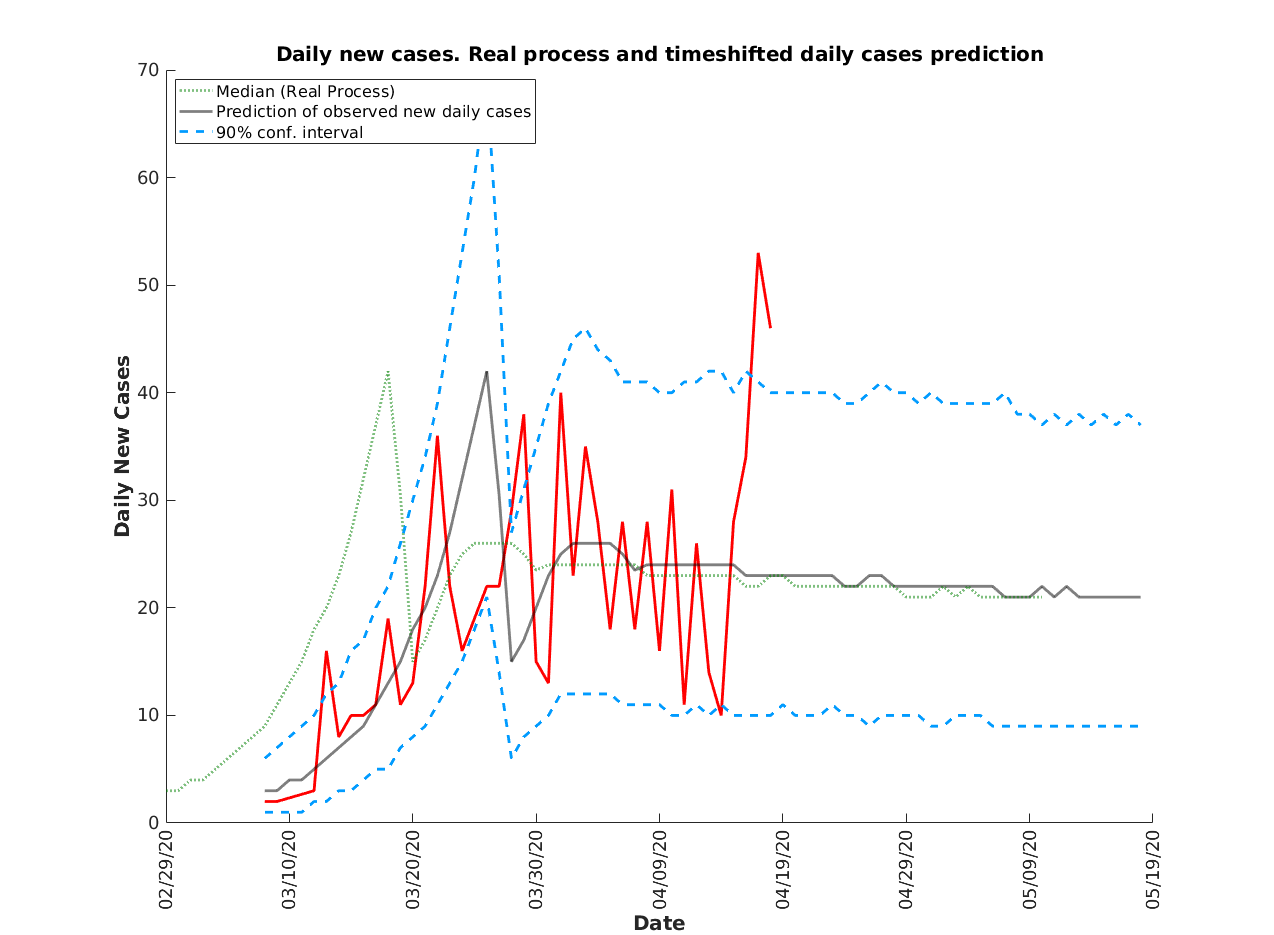 Daily new cases. Real process and timeshifted daily cases prediction
70
Median (Real Process)
Prediction of observed new daily cases
90% conf. interval
60
50
40
30
20
10
0
Daily New Cases
02/29/20
03/10/20
03/20/20
03/30/20
04/09/20
04/19/20
04/29/20
05/09/20
05/19/20
Date